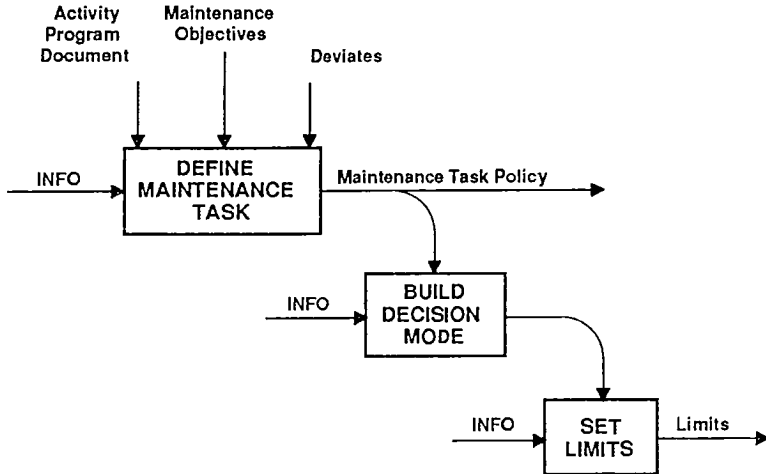 Activity
Program
Document
Maintenance
Objectives
Deviates
INFO
DEFINE
MAINTENANCE
TASK
Maintenance Task Policy
INFO
BUILD
DECISION
MODE
INFO
SET
LIMITS
Limits